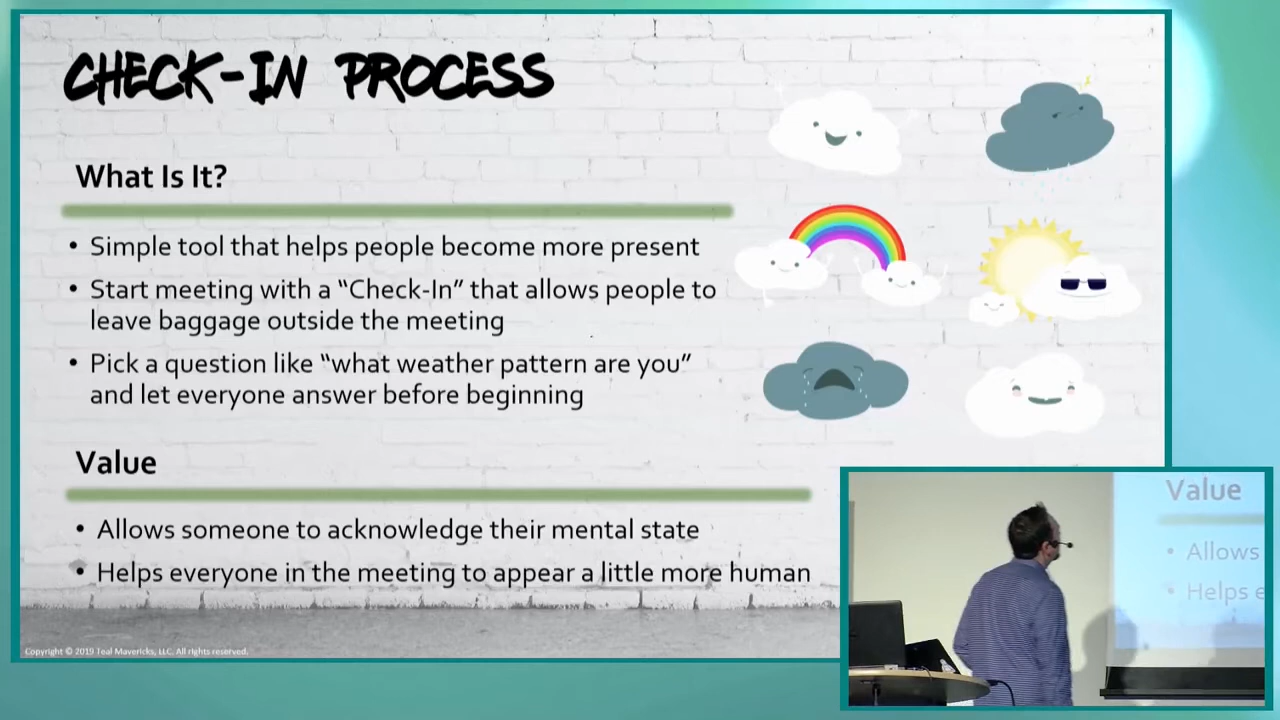 CHECK-IN PROCESS
What Is It?
• Simple tool that helps people become more present
• Start meeting with a “Check-In” that allows people to
leave baggage outside the meeting
• Pick a question like “what weather pattern are you”
and let everyone answer before beginning
Value
• Allows someone to acknowledge their mental state
• Helps everyone in the meeting to appear a little more human
Copyright © 2019 Teal Mavericks, LLC. All rights reserved.
Value
• Allows
• Helps e